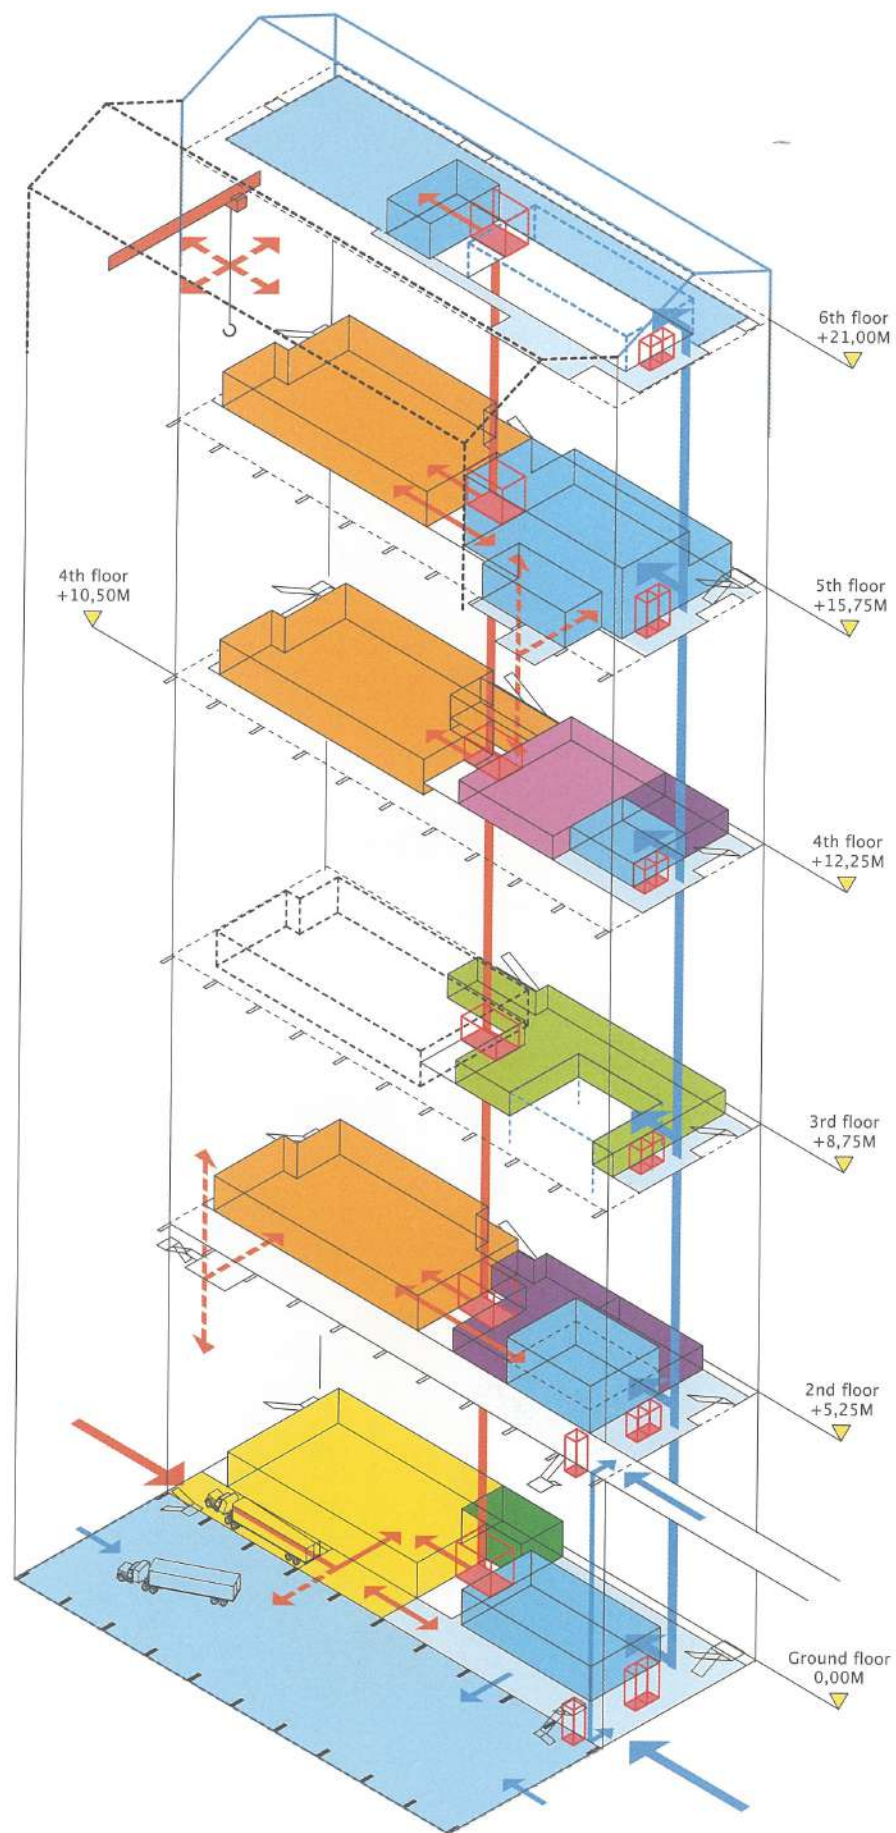 6th floor
+21,00M
4th floor
+10,50M
5th floor
+15,75M
4th floor
+12,25M
3rd floor
+8,75M
2nd floor
+5,25M
Ground floor
0,00M